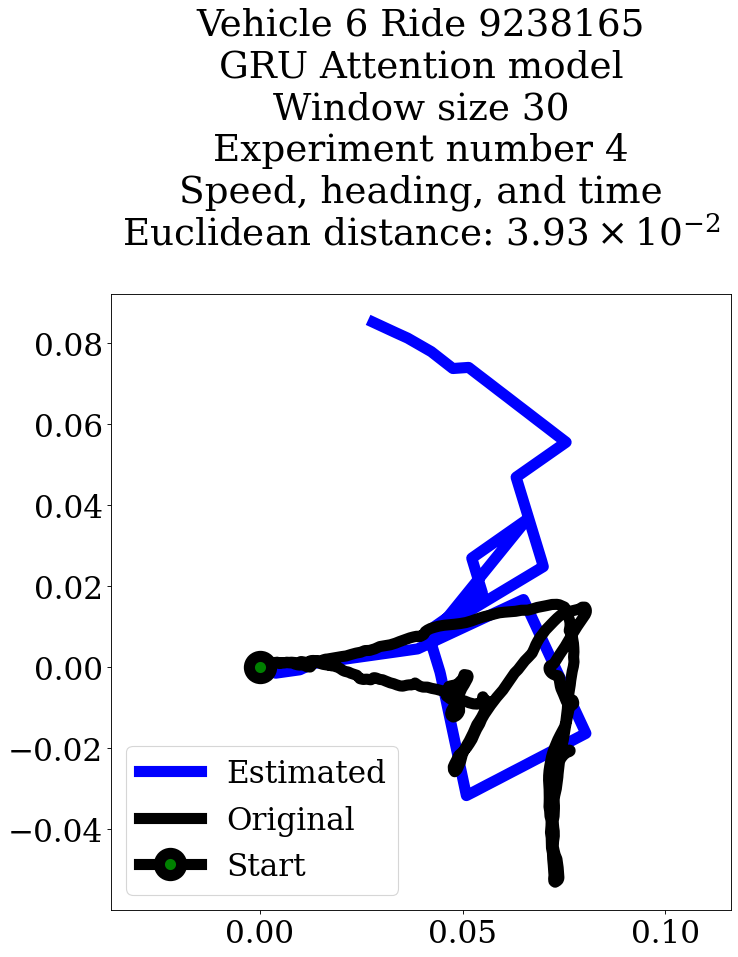 Vehicle 6 Ride 9238165
GRU Attention model
Window size 30
Experiment number 4
Speed, heading, and time
Euclidean distance: 3.93 × 10⁻²
0.08
0.06
0.04
0.02
0.00
−0.02
−0.04
Estimated
Original
Start
0.00 0.05 0.10